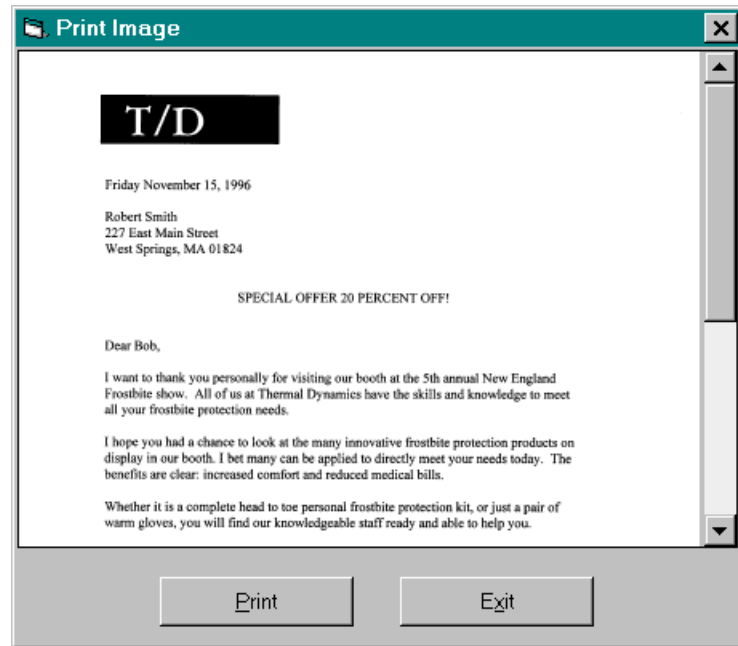 Print Image
T/D
Friday November 15, 1996
Robert Smith
227 East Main Street
West Springs, MA 01824
SPECIAL OFFER 20 PERCENT OFF!
Dear Bob,
I want to thank you personally for visiting our booth at the 5th annual New England
Frostbite show.  All of us at Thermal Dynamics have the skills and knowledge to meet
all your frostbite protection needs.
I hope you had a chance to look at the many innovative frostbite protection products on
display in our booth. I bet many can be applied to directly meet your needs today.  The
benefits are clear: increased comfort and reduced medical bills.
Whether it is a complete head to toe personal frostbite protection kit, or just a pair of
warm gloves, you will find our knowledgeable staff ready and able to help you.
Print Exit